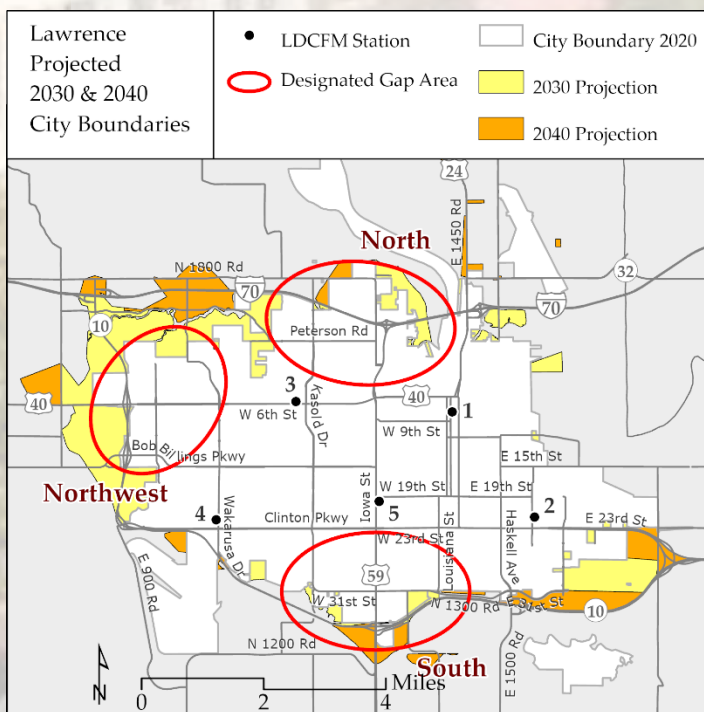 Lawrence
Projected
2030 & 2040
City Boundaries
LDCFM Station
Designated Gap Area
City Boundary 2020
2030 Projection
2040 Projection
24
E 1450 Rd
North
N 1800 Rd
32
70
70
10
Peterson Rd
3
Kasold Dr
40
40
1
W 6th St
W 9th St
Bob Billings Pkwy
E 15th St
Northwest
Iowa St
W 19th St
E 19th St
4
Wakarusa Dr
Clinton Pkwy
5
2
W 23rd St
E 23rd St
Louisiana St
Haskell Ave
E 900 Rd
59
W 31st St
N 1300 Rd
E 31st St
10
N 1200 Rd
South
E 1500 Rd
N
Miles
0
2
4